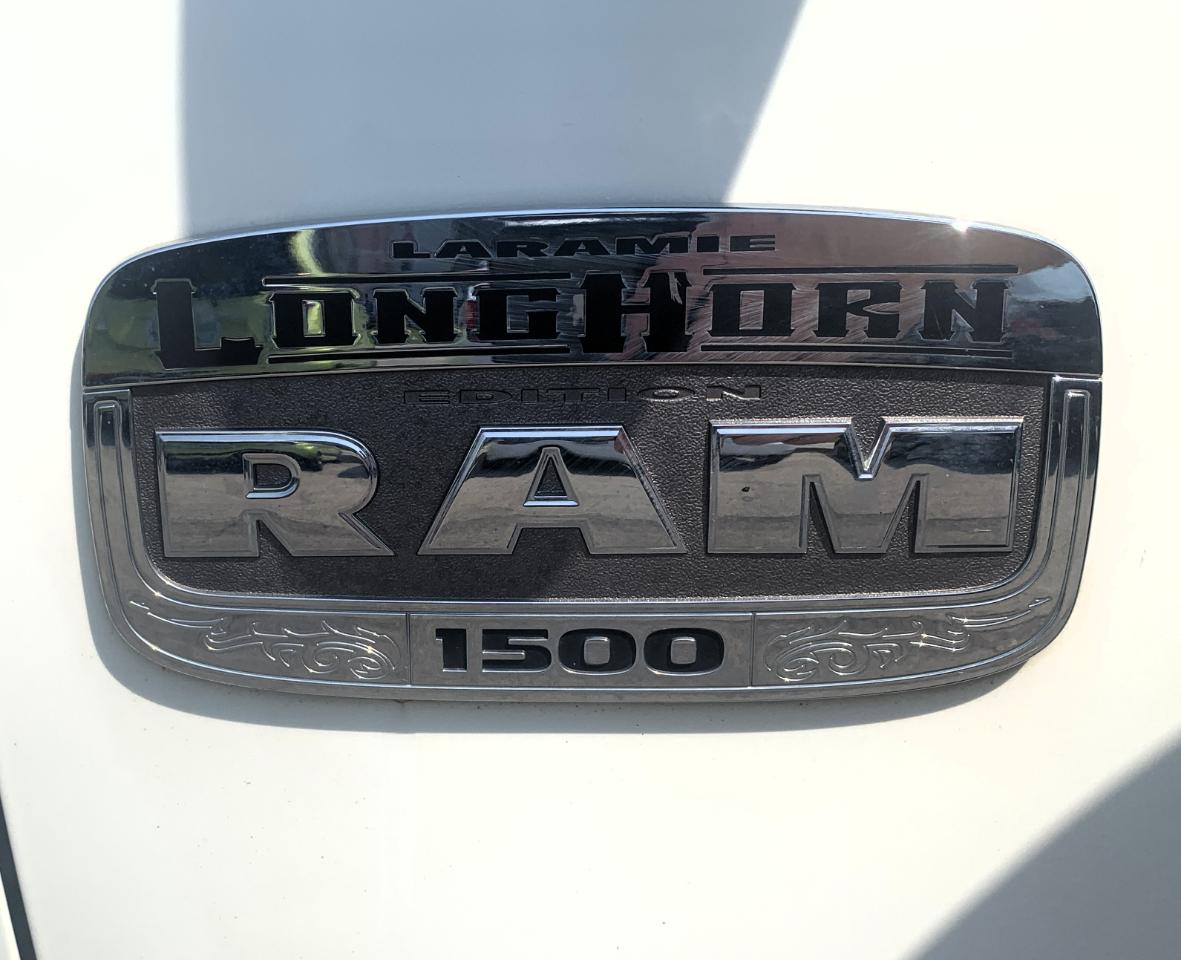 LARAMIE
LONGHORN
EDITION
RAM
1500